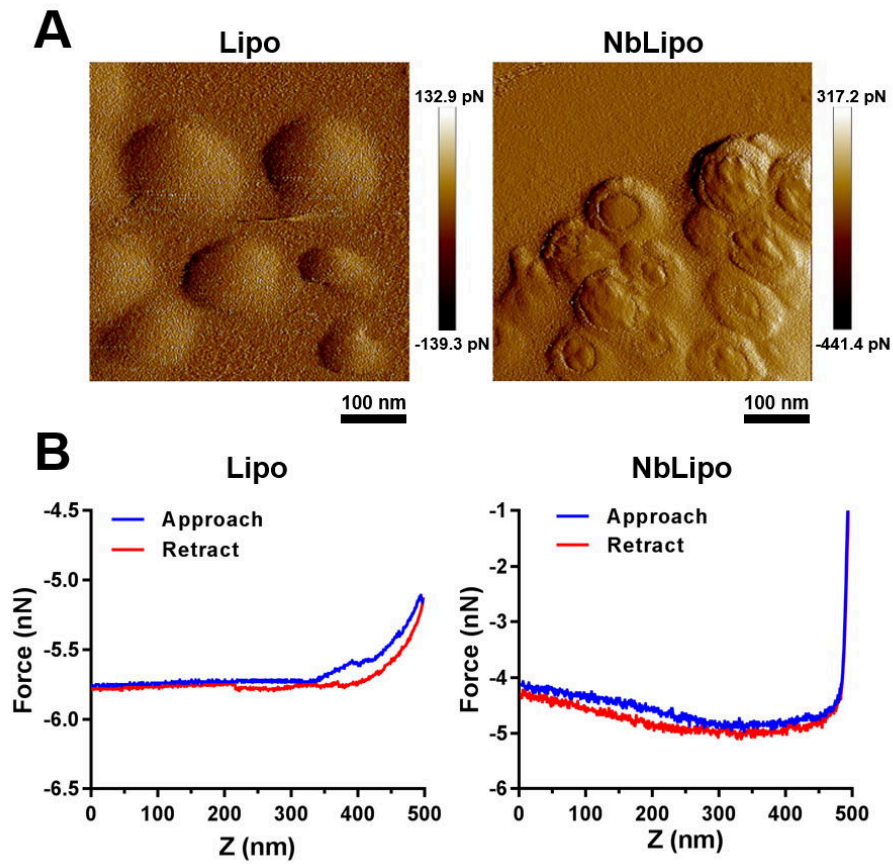 A
Lipo
NbLipo
132.9 pN
-139.3 pN
317.2 pN
-441.4 pN
100 nm
100 nm
B
Lipo
NbLipo
Approach
Retract
-4.5
-5.0
-5.5
-6.0
-6.5
Force (nN)
0
100
200
300
400
500
Z (nm)
Approach
Retract
-1
-2
-3
-4
-5
-6
Force (nN)
0
100
200
300
400
500
Z (nm)